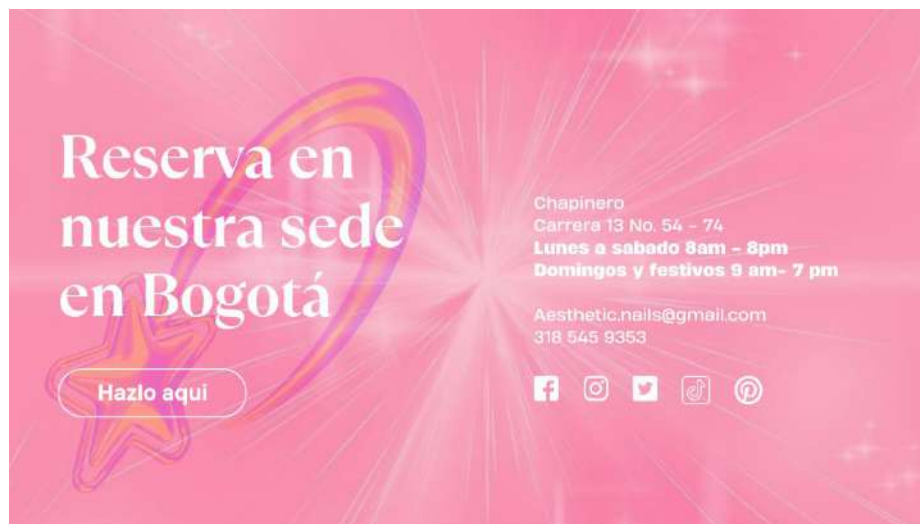 Reserva en
nuestra sede
en Bogotá
Hazlo aqui
Chapinero
Carrera 13 No. 54 - 74
Lunes a sabado 8am - 8pm
Domingos y festivos 9 am- 7 pm
Aesthetic.nails@gmail.com
318 545 9353